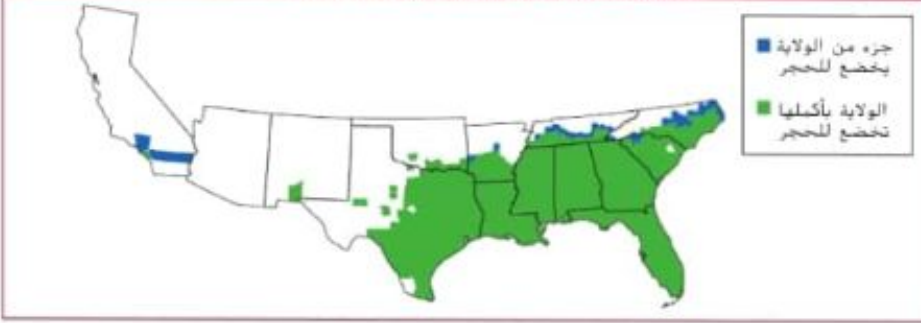 جزء من الولاية
يخضع للحجر
الولاية بأكملها
تخضع للحجر